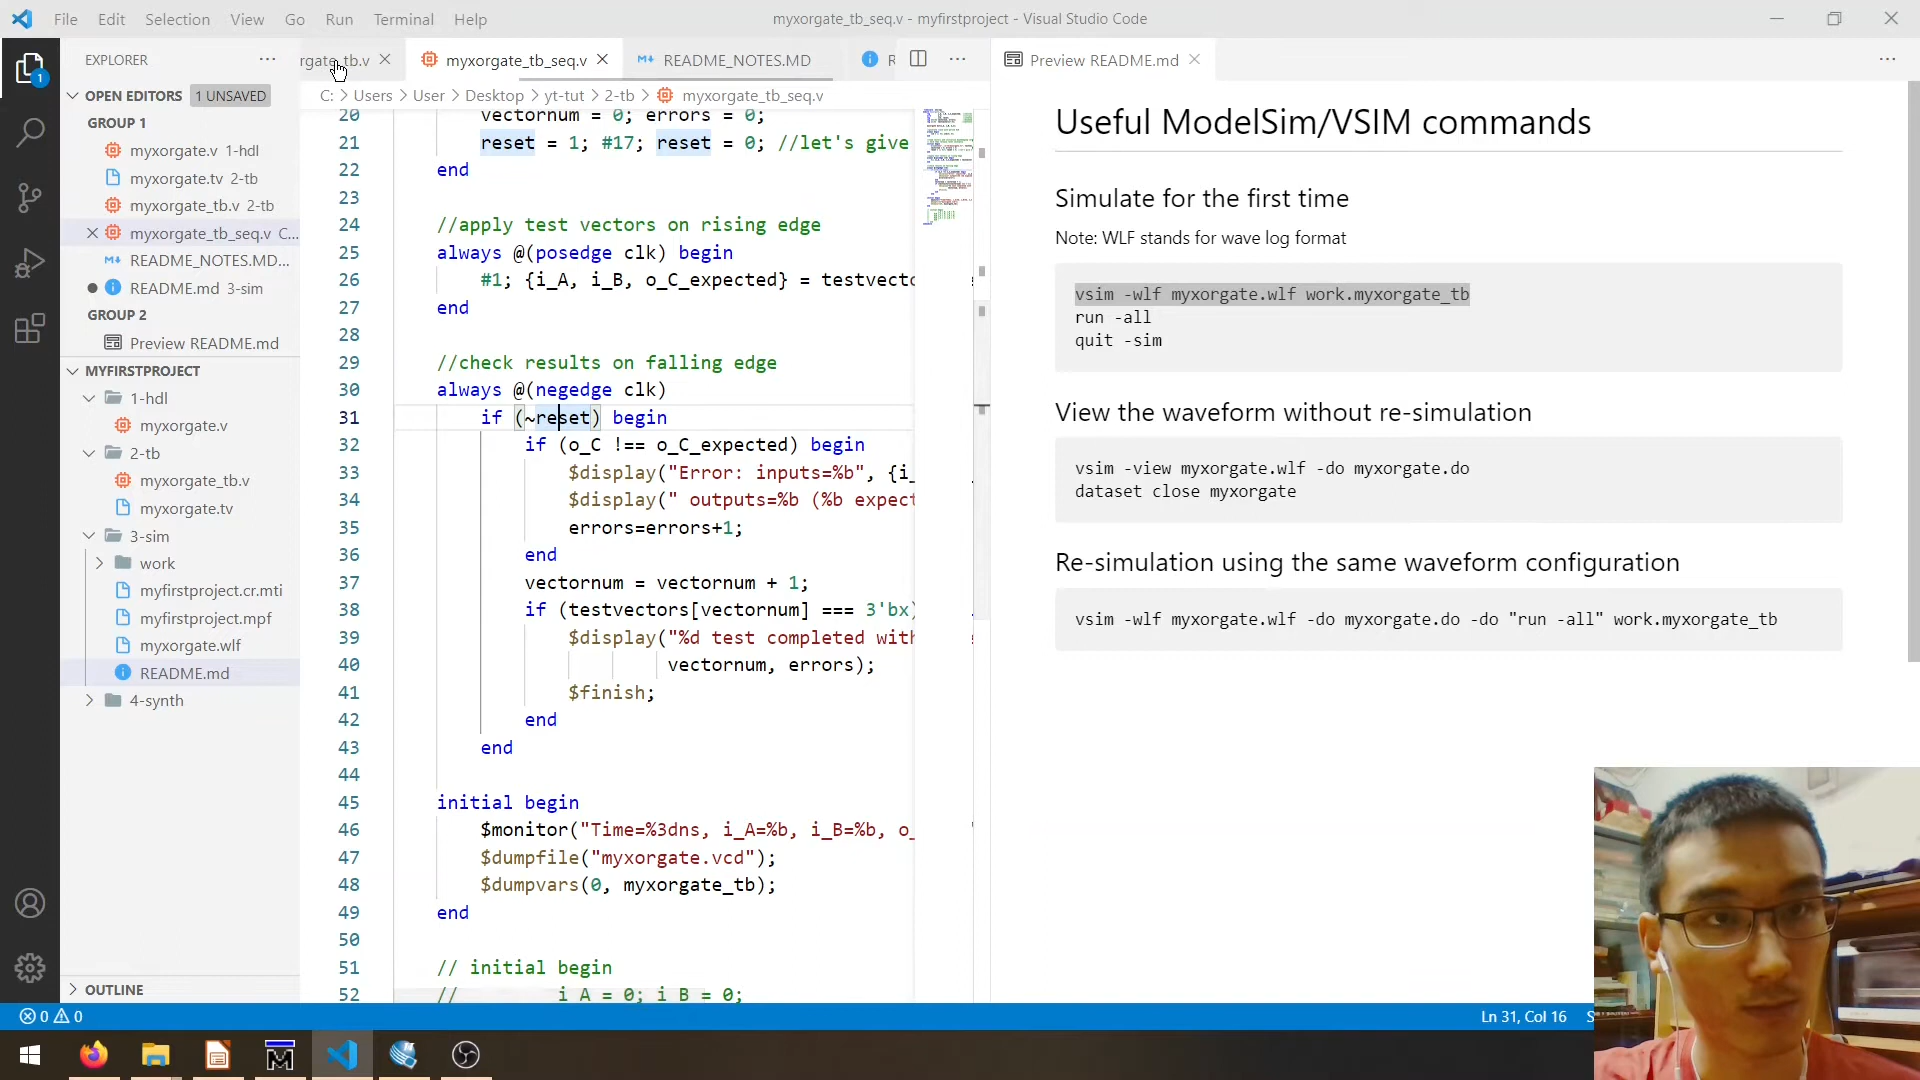 File Edit Selection View Go Run Terminal Help
myxorgate_tb_seq.v - myfirstproject - Visual Studio Code
EXPLORER
OPEN EDITORS 1 UNSAVED
GROUP 1
myxorgate.v 1-hdl
myxorgate.tv 2-tb
myxorgate_tb.v 2-tb
myxorgate_tb_seq.v C...
README_NOTES.MD...
README.md 3-sim
GROUP 2
Preview README.md
MYFIRSTPROJECT
1-hdl
myxorgate.v
2-tb
myxorgate_tb.v
myxorgate.tv
3-sim
work
myfirstproject.cr.mti
myfirstproject.mpf
myxorgate.wlf
README.md
4-synth
OUTLINE
rgate_tb.v myxorgate_tb_seq.v README_NOTES.MD R
C: > Users > User > Desktop > yt-tut > 2-tb > myxorgate_tb_seq.v
20 vectornum = 0; errors = 0;
21 reset = 1; #17; reset = 0; //let's give
22 end
23
24 //apply test vectors on rising edge
25 always @(posedge clk) begin
26 #1; {i_A, i_B, o_C_expected} = testvecto
27 end
28
29 //check results on falling edge
30 always @(negedge clk)
31 if (~reset) begin
32 if (o_C !== o_C_expected) begin
33 $display("Error: inputs=%b", {i_
34 $display(" outputs=%b (%b expect
35 errors=errors+1;
36 end
37 vectornum = vectornum + 1;
38 if (testvectors[vectornum] === 3'bx)
39 $display("%d test completed with
40 vectornum, errors);
41 $finish;
42 end
43 end
44
45 initial begin
46 $monitor("Time=%3dns, i_A=%b, i_B=%b, o_
47 $dumpfile("myxorgate.vcd");
48 $dumpvars(0, myxorgate_tb);
49 end
50
51 // initial begin
52 // i_A = 0; i_B = 0;
Preview README.md
Useful ModelSim/VSIM commands
Simulate for the first time
Note: WLF stands for wave log format
vsim -wlf myxorgate.wlf work.myxorgate_tb
run -all
quit -sim
View the waveform without re-simulation
vsim -view myxorgate.wlf -do myxorgate.do
dataset close myxorgate
Re-simulation using the same waveform configuration
vsim -wlf myxorgate.wlf -do myxorgate.do -do "run -all" work.myxorgate_tb
0 0
Ln 31, Col 16